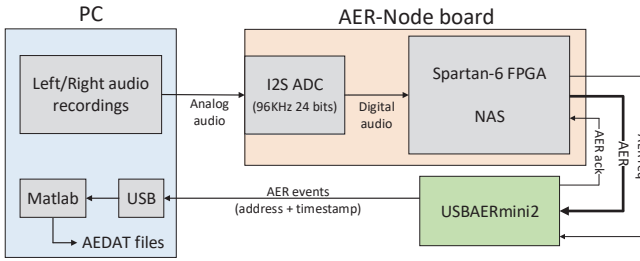 PC
AER-Node board
Left/Right audio
recordings
Analog
audio
I2S ADC
(96KHz 24 bits)
Digital
audio
Spartan-6 FPGA
NAS
AER ack
AER
Matlab
USB
AER events
(address + timestamp)
USBAERmini2
AEDAT files